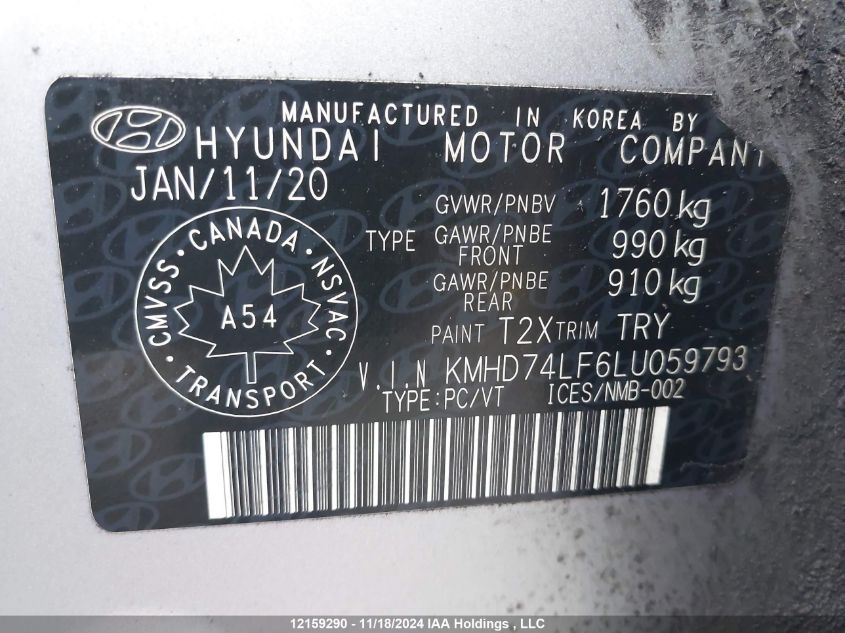 MANUFACTURED IN KOREA BY
HYUNDAI MOTOR COMPANY
JAN/11/20
GVWR/PNBV 1760 kg
TYPE GAWR/PNBE FRONT 990 kg
GAWR/PNBE REAR 910 kg
PAINT T2X TRIM TRY
V.I.N KMHD74LF6LU059793
TYPE:PC/VT ICES/NMB-002
CMVSS · CANADA · NSVAC
A54
TRANSPORT
12159290 - 11/18/2024 IAA Holdings, LLC